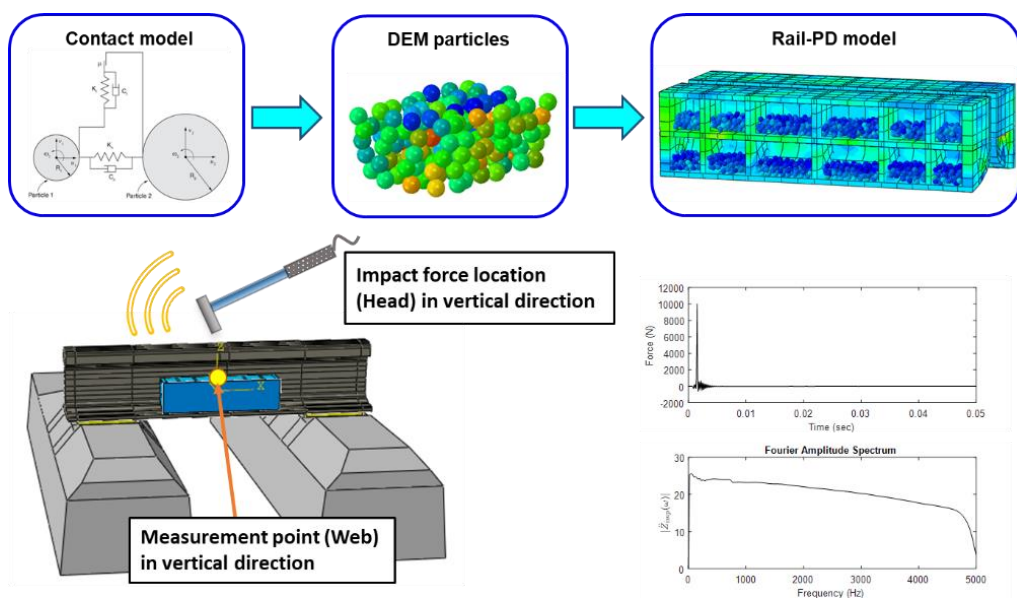 Contact model
DEM particles
Rail-PD model
μ
Particle 1
Particle 2
Impact force location
(Head) in vertical direction
Z
X
Measurement point (Web)
in vertical direction
12000
10000
8000
6000
4000
2000
0
-2000
Force (N)
0
0.01
0.02
0.03
0.04
0.05
Time (sec)
Fourier Amplitude Spectrum
30
20
10
0
0
1000
2000
3000
4000
5000
Frequency (Hz)